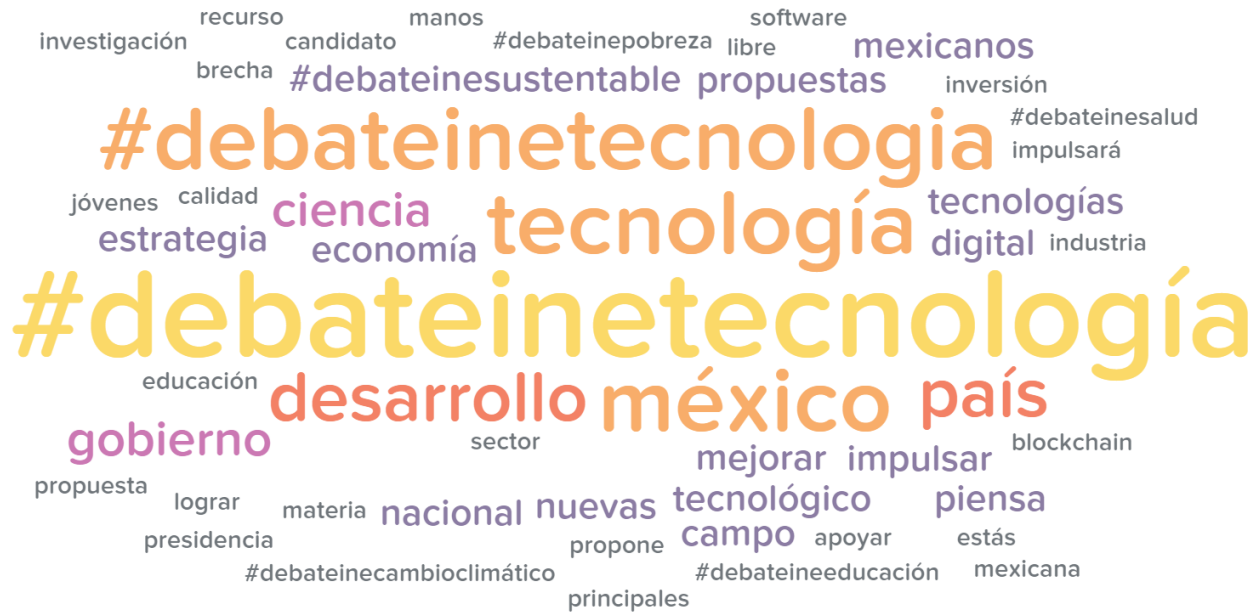 recurso manos software
investigación candidato #debateinepobreza libre mexicanos
brecha #debateinesustentable propuestas inversión
#debateinetecnologia #debateinesalud
impulsará
jóvenes calidad ciencia tecnología tecnologías
estrategia economía digital industria
#debateinetecnología
educación desarrollo méxico país
gobierno sector blockchain
mejorar impulsar
propuesta lograr materia nacional nuevas tecnológico piensa
presidencia propone campo apoyar estás
#debateinecambioclimático #debateineeducación mexicana
principales